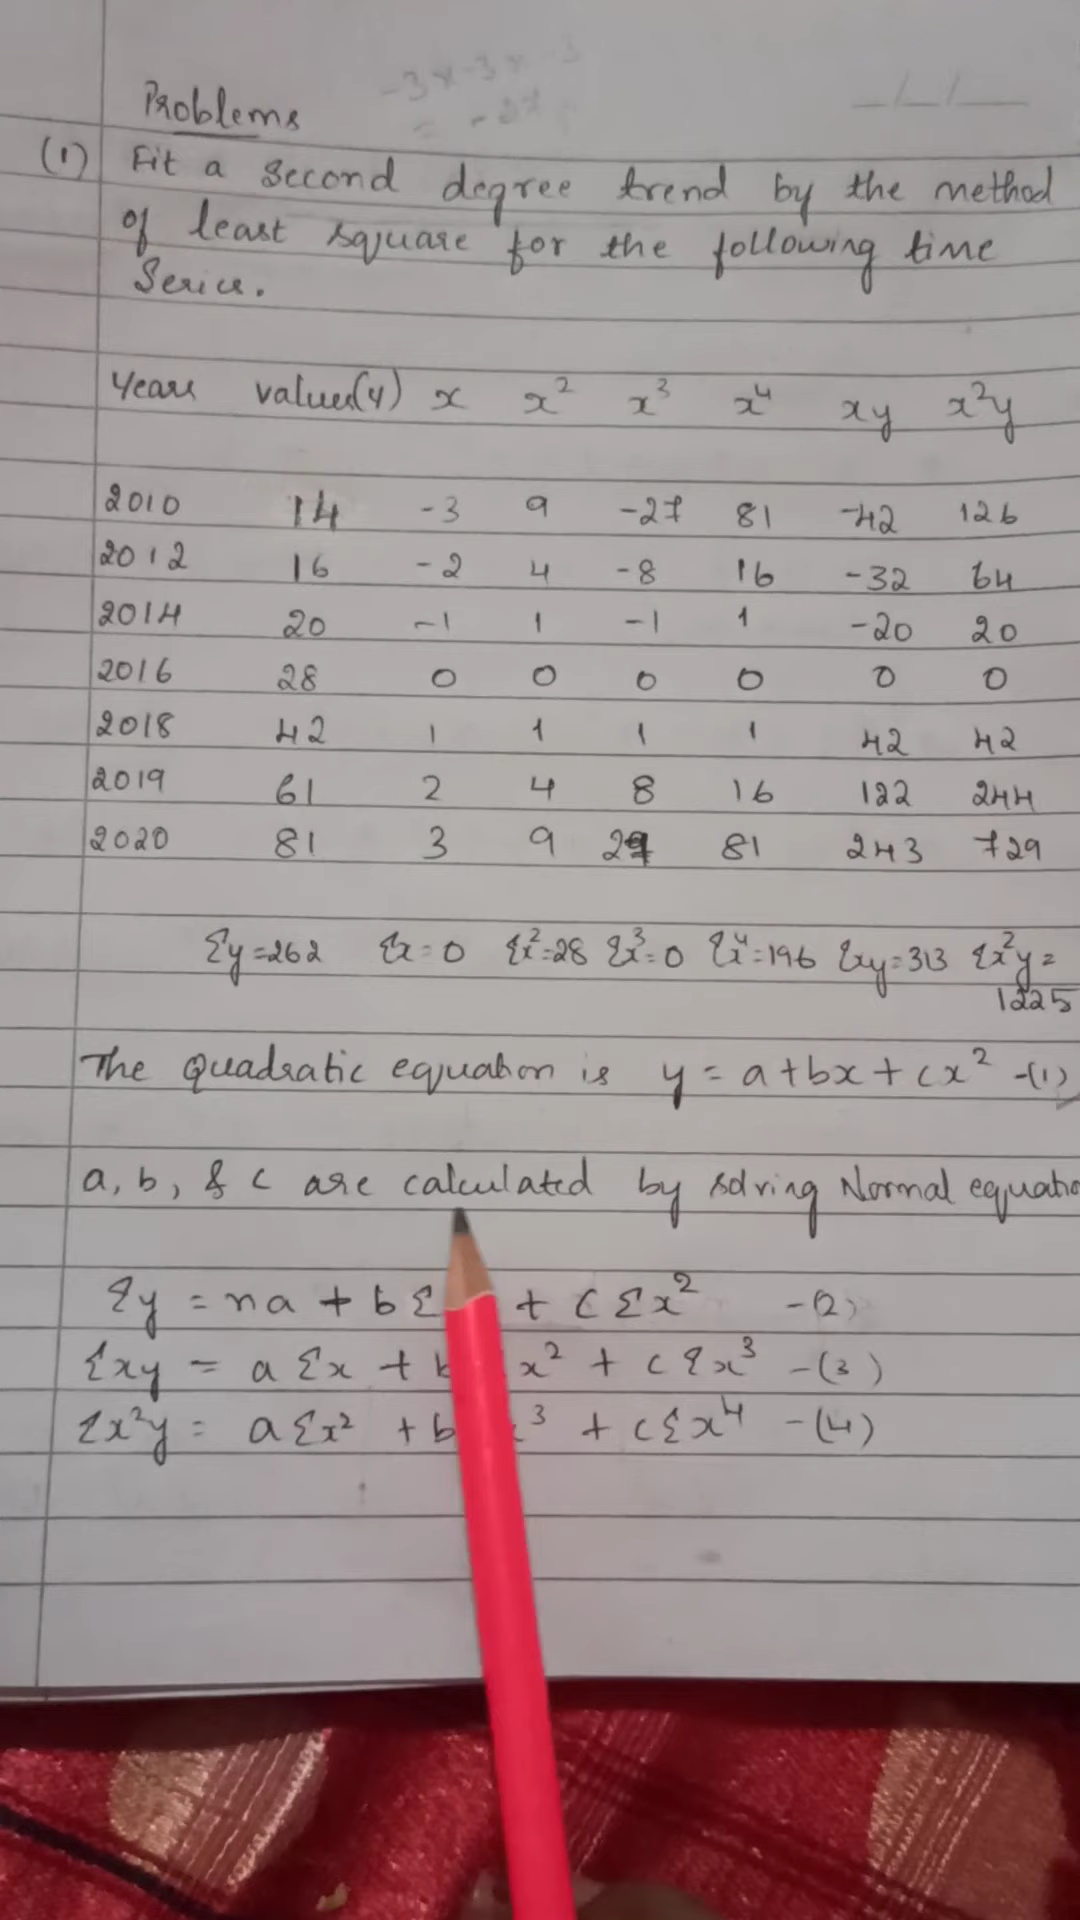 Problems
(1) Fit a second degree trend by the method
of least square for the following time
Series.
Years value(y) x x² x³ x⁴ xy x²y
2010 14 -3 9 -27 81 -42 126
2012 16 -2 4 -8 16 -32 64
2014 20 -1 1 -1 1 -20 20
2016 28 0 0 0 0 0 0
2018 42 1 1 1 1 42 42
2019 61 2 4 8 16 122 244
2020 81 3 9 27 81 243 729
Σy=262 Σx=0 Σx²=28 Σx³=0 Σx⁴=196 Σxy=313 Σx²y=
1225
The Quadratic equation is y = a+bx+cx² -(1)
a, b, & c are calculated by solving Normal equatio
Σy = na + bΣ + cΣx² -(2)
Σxy = aΣx + b x² + cΣx³ -(3)
Σx²y = aΣx² + b ³ + cΣx⁴ -(4)